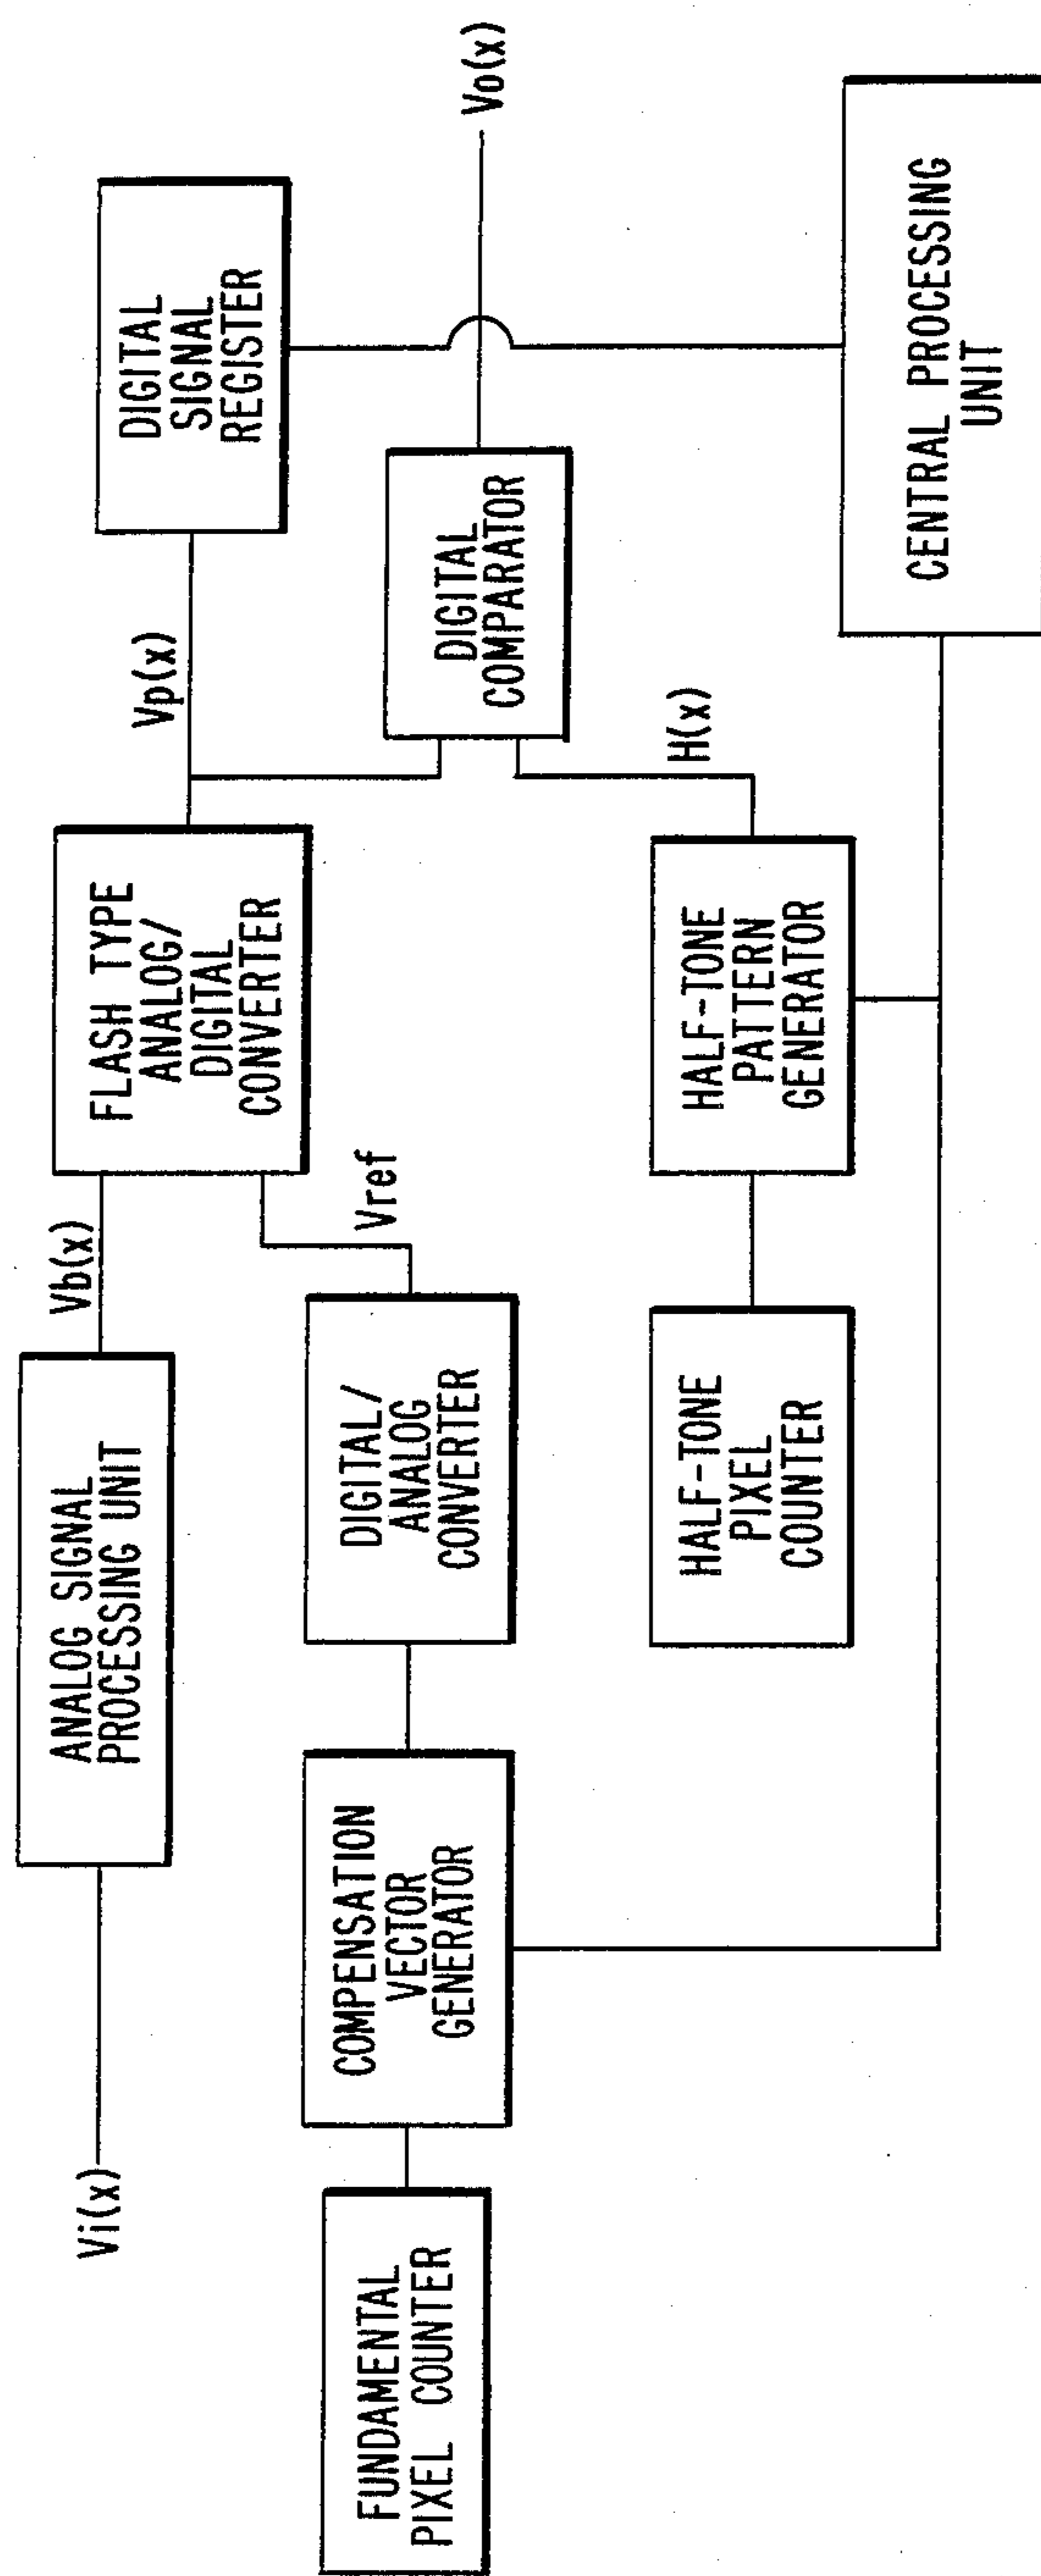 Vi(x)
ANALOG SIGNAL
PROCESSING UNIT
Vb(x)
FLASH TYPE
ANALOG/
DIGITAL
CONVERTER
Vp(x)
DIGITAL
SIGNAL
REGISTER
FUNDAMENTAL
PIXEL COUNTER
COMPENSATION
VECTOR
GENERATOR
DIGITAL/
ANALOG
CONVERTER
Vref
DIGITAL
COMPARATOR
Vo(x)
HALF-TONE
PIXEL
COUNTER
HALF-TONE
PATTERN
GENERATOR
H(x)
CENTRAL PROCESSING
UNIT